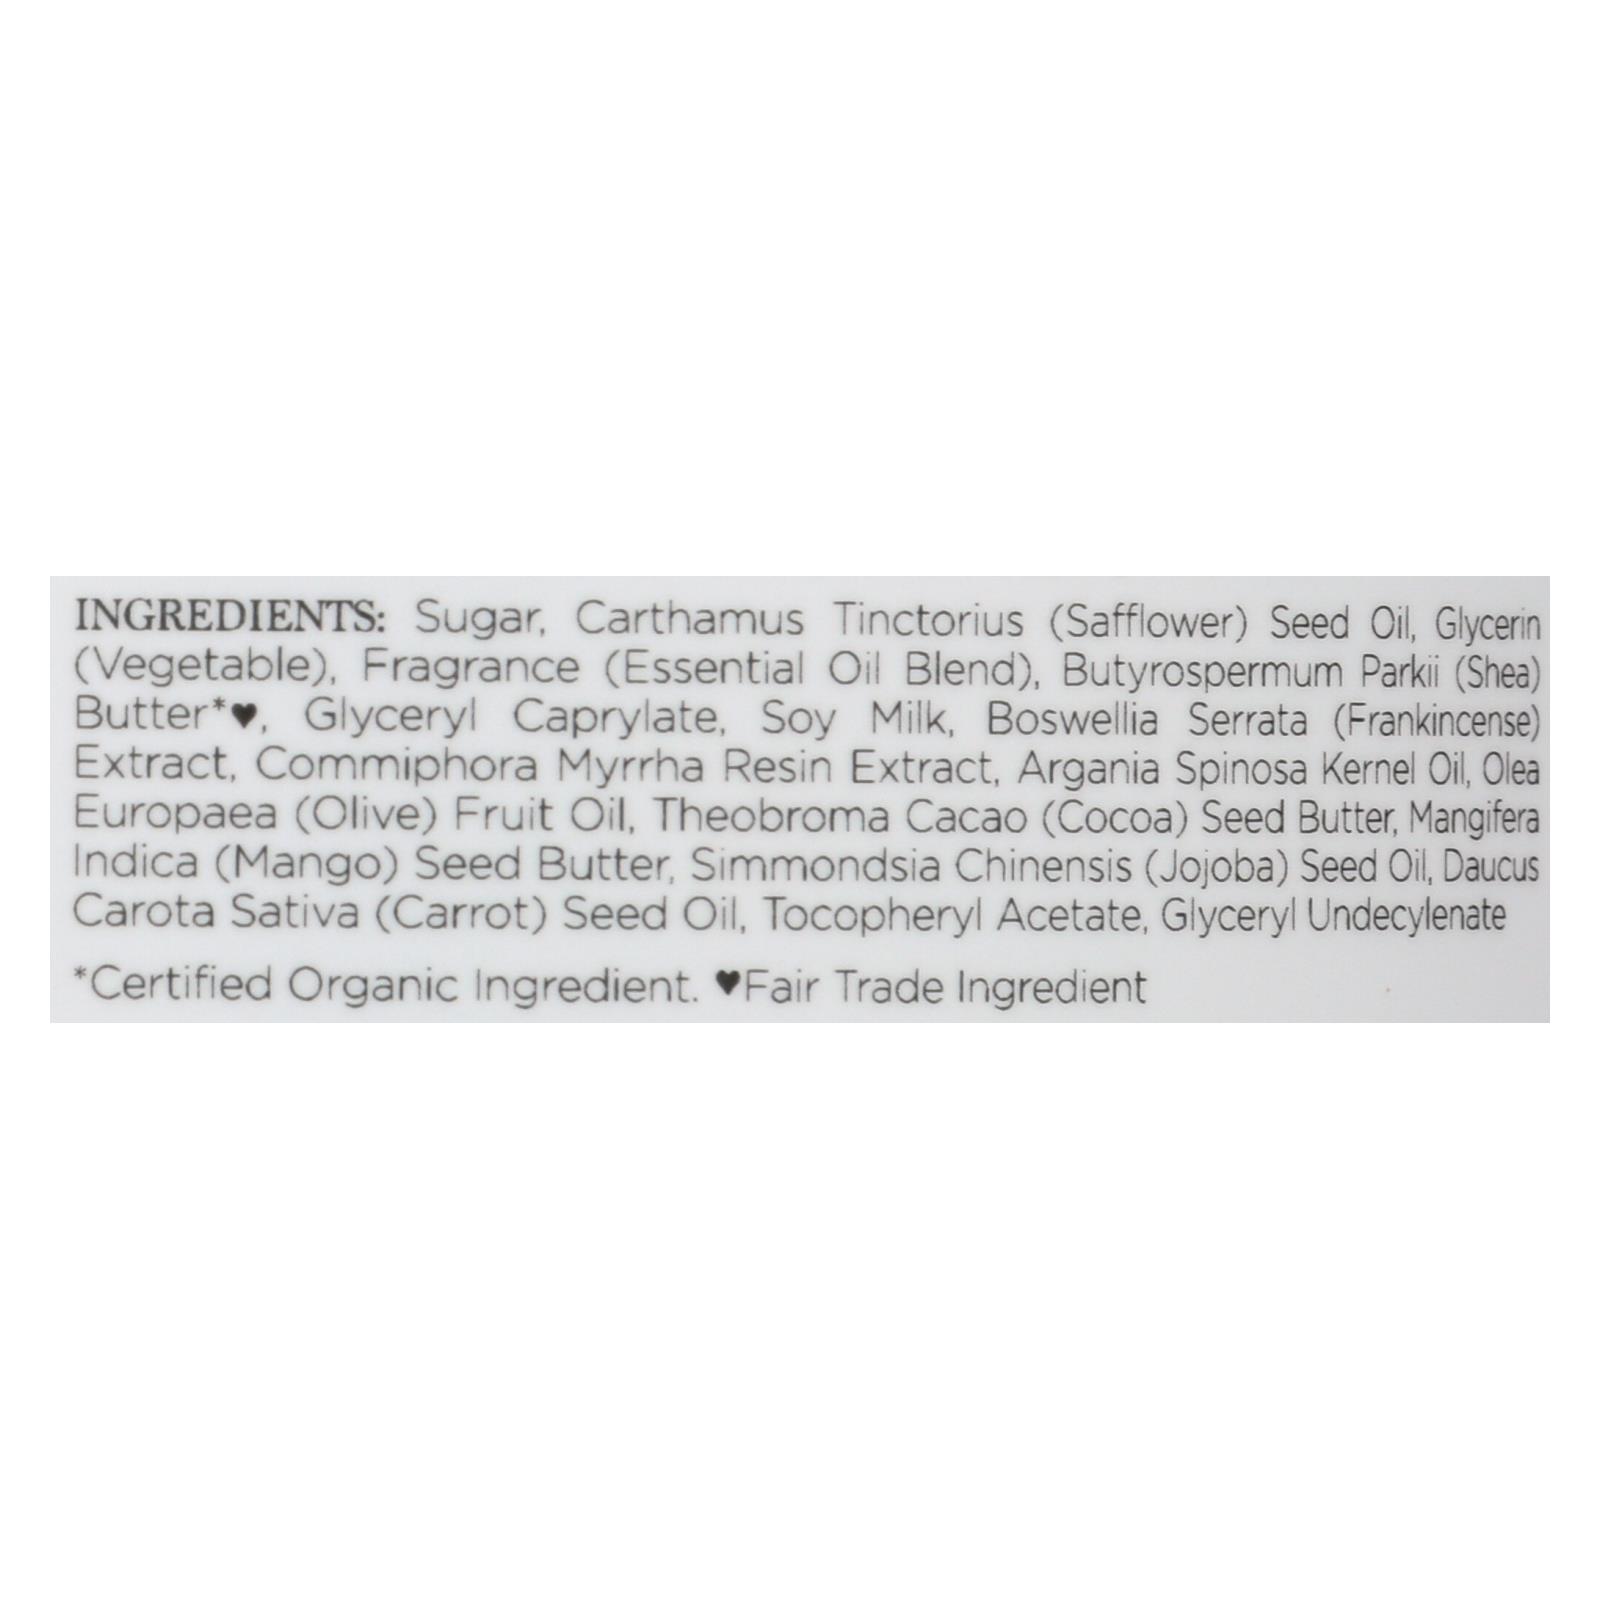 INGREDIENTS: Sugar, Carthamus Tinctorius (Safflower) Seed Oil, Glycerin
(Vegetable), Fragrance (Essential Oil Blend), Butyrospermum Parkii (Shea)
Butter*♥, Glyceryl Caprylate, Soy Milk, Boswellia Serrata (Frankincense)
Extract, Commiphora Myrrha Resin Extract, Argania Spinosa Kernel Oil, Olea
Europaea (Olive) Fruit Oil, Theobroma Cacao (Cocoa) Seed Butter, Mangifera
Indica (Mango) Seed Butter, Simmondsia Chinensis (Jojoba) Seed Oil, Daucus
Carota Sativa (Carrot) Seed Oil, Tocopheryl Acetate, Glyceryl Undecylenate
*Certified Organic Ingredient. ♥Fair Trade Ingredient